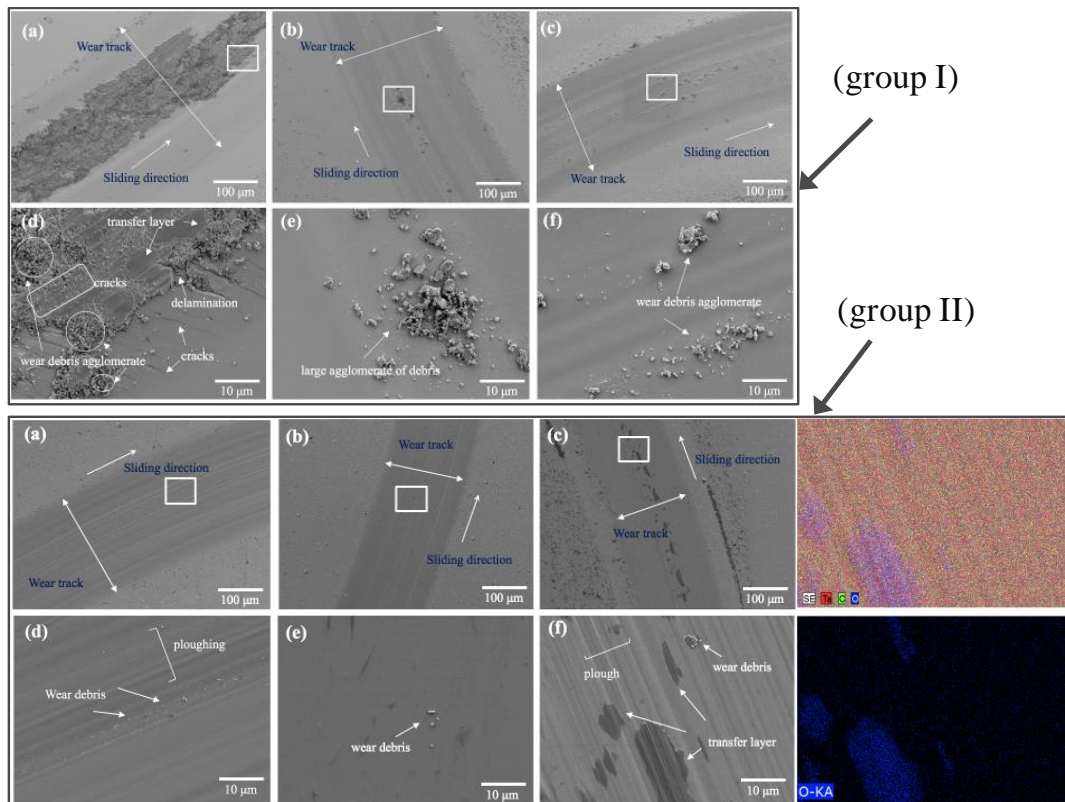 (group I)
(a)
Wear track
Sliding direction
100 μm
(b)
Wear track
Sliding direction
100 μm
(c)
Wear track
Sliding direction
100 μm
(d)
transfer layer
cracks
delamination
wear debris agglomerate
cracks
10 μm
(e)
large agglomerate of debris
10 μm
(f)
wear debris agglomerate
10 μm
(group II)
(a)
Sliding direction
Wear track
100 μm
(b)
Wear track
Sliding direction
100 μm
(c)
Sliding direction
Wear track
100 μm
SE Ta C O
(d)
ploughing
Wear debris
10 μm
(e)
wear debris
10 μm
(f)
plough
wear debris
transfer layer
10 μm
O-KA